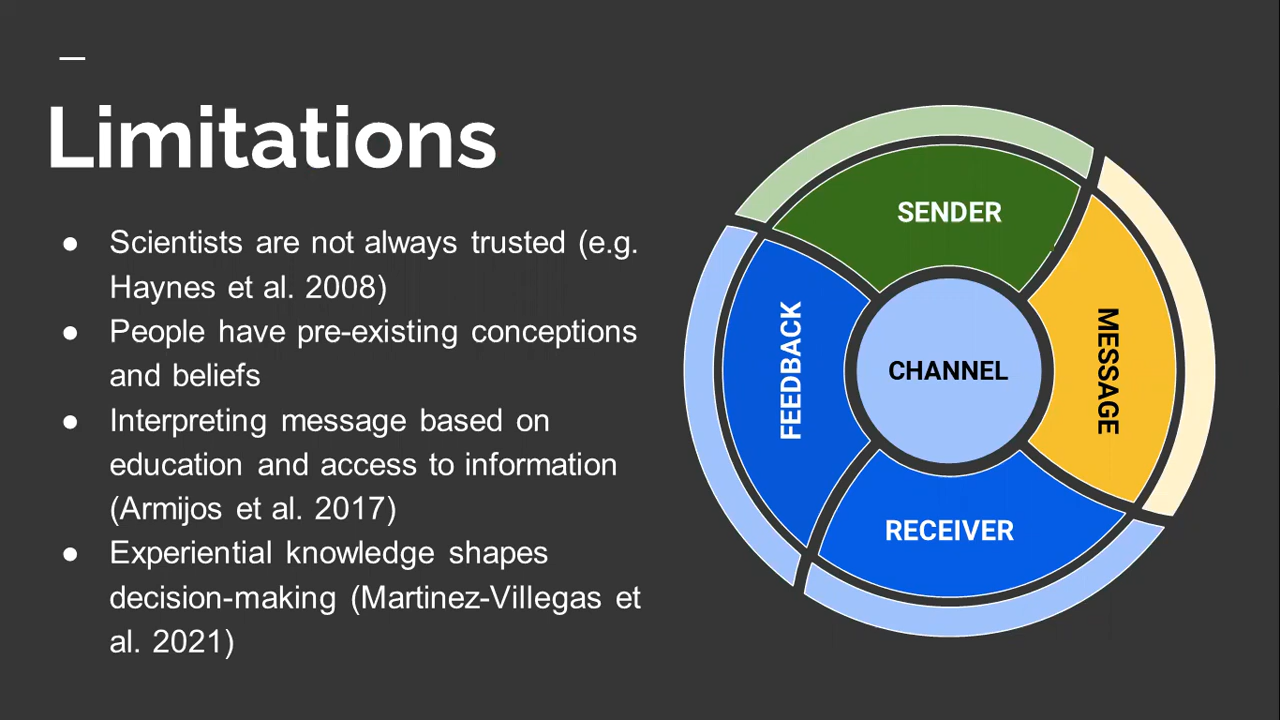 Limitations
● Scientists are not always trusted (e.g.
Haynes et al. 2008)
● People have pre-existing conceptions
and beliefs
● Interpreting message based on
education and access to information
(Armijos et al. 2017)
● Experiential knowledge shapes
decision-making (Martinez-Villegas et
al. 2021)
SENDER
MESSAGE
RECEIVER
FEEDBACK
CHANNEL